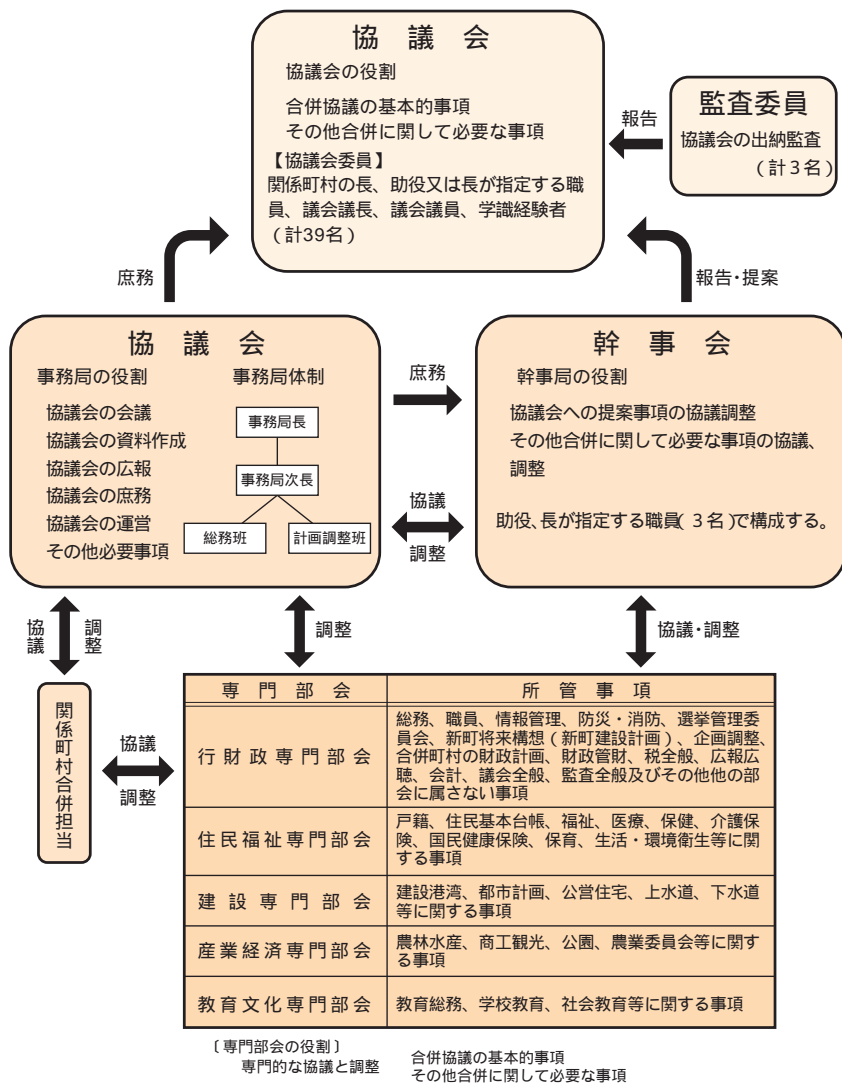 協議会
協議会の役割
合併協議の基本的事項
その他合併に関して必要な事項
【協議会委員】
関係町村の長、助役又は長が指定する職
員、議会議長、議会議員、学識経験者
(計39名)
監査委員
協議会の出納監査
(計3名)
報告
庶務
報告・提案
協議会
事務局の役割
協議会の会議
協議会の資料作成
協議会の広報
協議会の庶務
協議会の運営
その他必要事項
事務局体制
事務局長
事務局次長
総務班
計画調整班
庶務
協議
調整
幹事会
幹事局の役割
協議会への提案事項の協議調整
その他合併に関して必要な事項の協議、
調整
助役、長が指定する職員(3名)で構成する。
協議
調整
調整
協議・調整
関係町村合併担当
協議
調整
専門部会
所管事項
行財政専門部会
総務、職員、情報管理、防災・消防、選挙管理委
員会、新町将来構想(新町建設計画)、企画調整、
合併町村の財政計画、財政管財、税全般、広報広
聴、会計、議会全般、監査全般及びその他他の部
会に属さない事項
住民福祉専門部会
戸籍、住民基本台帳、福祉、医療、保健、介護保
険、国民健康保険、保育、生活・環境衛生等に関
する事項
建設専門部会
建設港湾、都市計画、公営住宅、上水道、下水道
等に関する事項
産業経済専門部会
農林水産、商工観光、公園、農業委員会等に関す
る事項
教育文化専門部会
教育総務、学校教育、社会教育等に関する事項
〔専門部会の役割〕
専門的な協議と調整
合併協議の基本的事項
その他合併に関して必要な事項